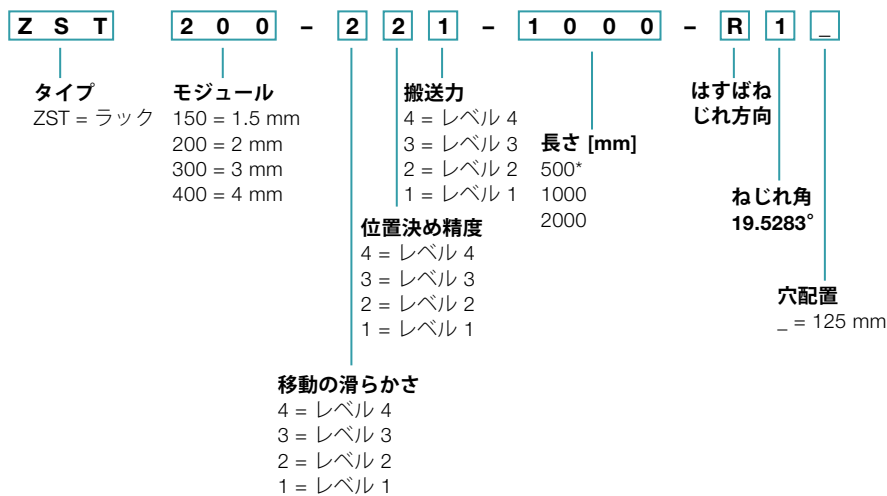 Z S T 2 0 0 – 2 2 1 – 1 0 0 0 – R 1 _
タイプ
ZST = ラック
モジュール
150 = 1.5 mm
200 = 2 mm
300 = 3 mm
400 = 4 mm
搬送力
4 = レベル 4
3 = レベル 3
2 = レベル 2
1 = レベル 1
長さ [mm]
500*
1000
2000
はすばね
じれ方向
ねじれ角
19.5283°
位置決め精度
4 = レベル 4
3 = レベル 3
2 = レベル 2
1 = レベル 1
穴配置
_ = 125 mm
移動の滑らかさ
4 = レベル 4
3 = レベル 3
2 = レベル 2
1 = レベル 1